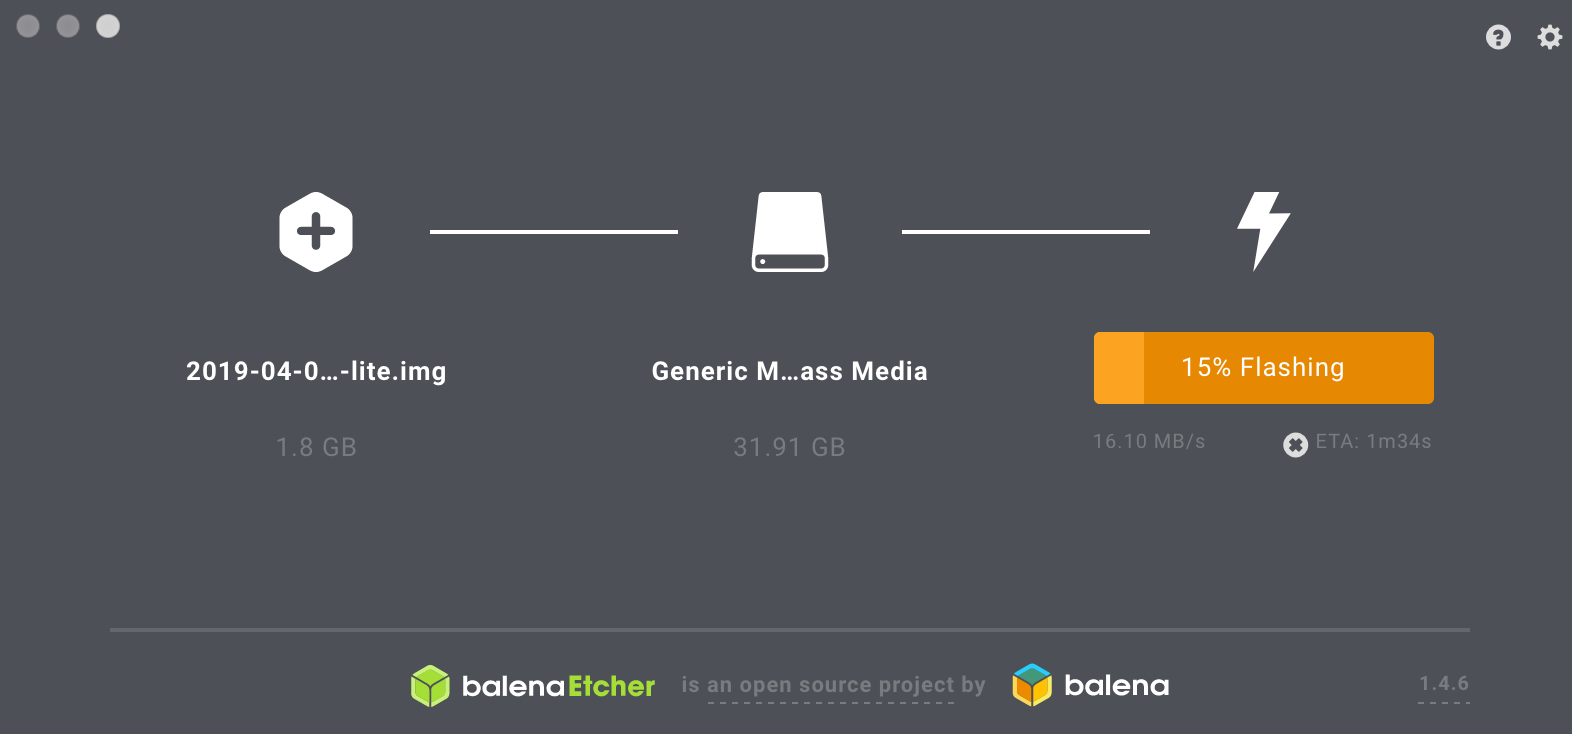 2019-04-0...-lite.img
Generic M...ass Media
15% Flashing
1.8 GB
31.91 GB
16.10 MB/s
ETA: 1m34s
balenaEtcher is an open source project by balena
1.4.6